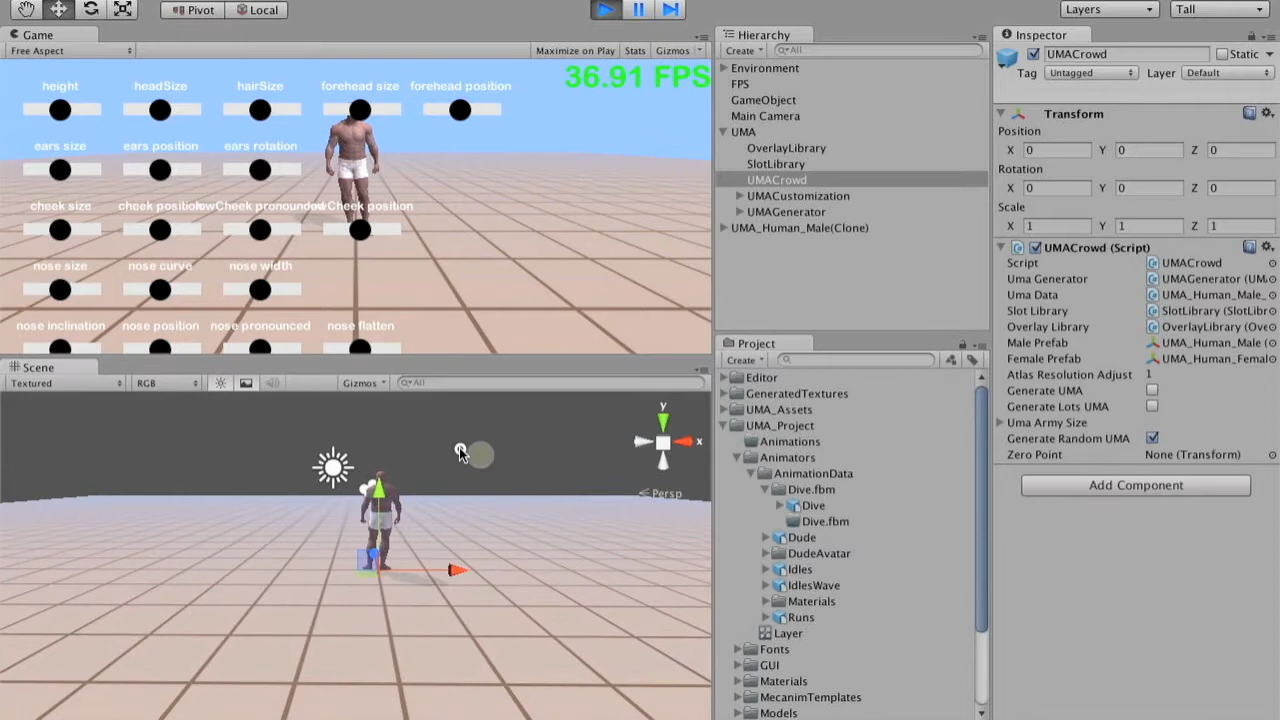 Pivot Local Layers Tall
Game
Free Aspect Maximize on Play Stats Gizmos
36.91 FPS
height headSize hairSize forehead size forehead position
ears size ears position ears rotation
cheek size cheek position lowCheek pronounced lowCheek position
nose size nose curve nose width
nose inclination nose position nose pronounced nose flatten
Scene
Textured RGB Gizmos All
y
x
Persp
Hierarchy
Create All
Environment
FPS
GameObject
Main Camera
UMA
OverlayLibrary
SlotLibrary
UMACrowd
UMACustomization
UMAGenerator
UMA_Human_Male(Clone)
Project
Create
Editor
GeneratedTextures
UMA_Assets
UMA_Project
Animations
Animators
AnimationData
Dive.fbm
Dive
Dive.fbm
Dude
DudeAvatar
Idles
IdlesWave
Materials
Runs
Layer
Fonts
GUI
Materials
MecanimTemplates
Models
Inspector
UMACrowd Static
Tag Untagged Layer Default
Transform
Position
X 0 Y 0 Z 0
Rotation
X 0 Y 0 Z 0
Scale
X 1 Y 1 Z 1
UMACrowd (Script)
Script UMACrowd
Uma Generator UMAGenerator (UM
Uma Data UMA_Human_Male_
Slot Library SlotLibrary (SlotLibr
Overlay Library OverlayLibrary (Ove
Male Prefab UMA_Human_Male (
Female Prefab UMA_Human_Femal
Atlas Resolution Adjust 1
Generate UMA
Generate Lots UMA
Uma Army Size
Generate Random UMA
Zero Point None (Transform)
Add Component